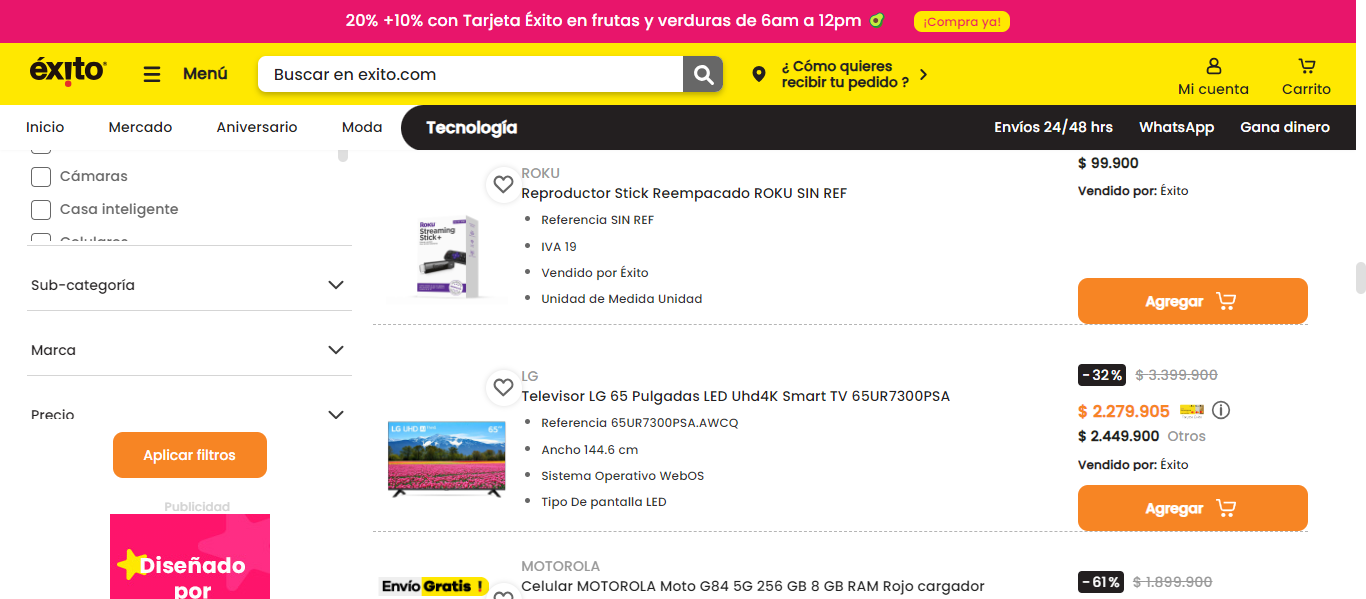 20% +10% con Tarjeta Éxito en frutas y verduras de 6am a 12pm
¡Compra ya!
éxito
Menú
Buscar en exito.com
¿ Cómo quieres
recibir tu pedido ?
Mi cuenta
Carrito
Inicio
Mercado
Aniversario
Moda
Tecnología
Envíos 24/48 hrs
WhatsApp
Gana dinero
Cámaras
Casa inteligente
Celulares
Sub-categoría
Marca
Precio
Aplicar filtros
Publicidad
Diseñado
por
ROKU
Reproductor Stick Reempacado ROKU SIN REF
Referencia SIN REF
IVA 19
Vendido por Éxito
Unidad de Medida Unidad
Roku
Streaming
Stick+
$ 99.900
Vendido por: Éxito
Agregar
LG
Televisor LG 65 Pulgadas LED Uhd4K Smart TV 65UR7300PSA
Referencia 65UR7300PSA.AWCQ
Ancho 144.6 cm
Sistema Operativo WebOS
Tipo De pantalla LED
LG UHD
65"
- 32 %
$ 3.399.900
$ 2.279.905
$ 2.449.900 Otros
Vendido por: Éxito
Agregar
Envío Gratis !
MOTOROLA
Celular MOTOROLA Moto G84 5G 256 GB 8 GB RAM Rojo cargador
- 61 %
$ 1.899.900